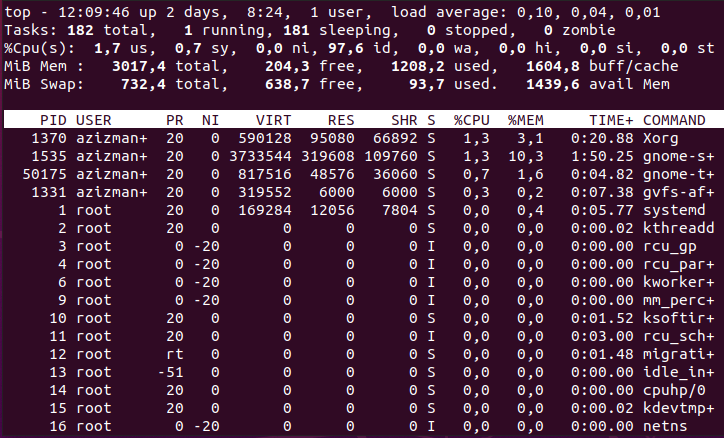 top - 12:09:46 up 2 days,  8:24,  1 user,  load average: 0,10, 0,04, 0,01
Tasks: 182 total,   1 running, 181 sleeping,   0 stopped,   0 zombie
%Cpu(s):  1,7 us,  0,7 sy,  0,0 ni, 97,6 id,  0,0 wa,  0,0 hi,  0,0 si,  0,0 st
MiB Mem :   3017,4 total,    204,3 free,   1208,2 used,   1604,8 buff/cache
MiB Swap:    732,4 total,    638,7 free,     93,7 used.   1439,6 avail Mem
PID USER      PR  NI    VIRT    RES    SHR S  %CPU  %MEM     TIME+ COMMAND
1370 azizman+  20   0  590128  95080  66892 S   1,3   3,1   0:20.88 Xorg
1535 azizman+  20   0 3733544 319608 109760 S   1,3  10,3   1:50.25 gnome-s+
50175 azizman+  20   0  817516  48576  36060 S   0,7   1,6   0:04.82 gnome-t+
1331 azizman+  20   0  319552   6000   6000 S   0,3   0,2   0:07.38 gvfs-af+
1 root      20   0  169284  12056   7804 S   0,0   0,4   0:05.77 systemd
2 root      20   0       0      0      0 S   0,0   0,0   0:00.02 kthreadd
3 root       0 -20       0      0      0 I   0,0   0,0   0:00.00 rcu_gp
4 root       0 -20       0      0      0 I   0,0   0,0   0:00.00 rcu_par+
6 root       0 -20       0      0      0 I   0,0   0,0   0:00.00 kworker+
9 root       0 -20       0      0      0 I   0,0   0,0   0:00.00 mm_perc+
10 root      20   0       0      0      0 S   0,0   0,0   0:01.52 ksoftir+
11 root      20   0       0      0      0 I   0,0   0,0   0:03.00 rcu_sch+
12 root      rt   0       0      0      0 S   0,0   0,0   0:01.48 migrati+
13 root     -51   0       0      0      0 S   0,0   0,0   0:00.00 idle_in+
14 root      20   0       0      0      0 S   0,0   0,0   0:00.00 cpuhp/0
15 root      20   0       0      0      0 S   0,0   0,0   0:00.02 kdevtmp+
16 root       0 -20       0      0      0 I   0,0   0,0   0:00.00 netns